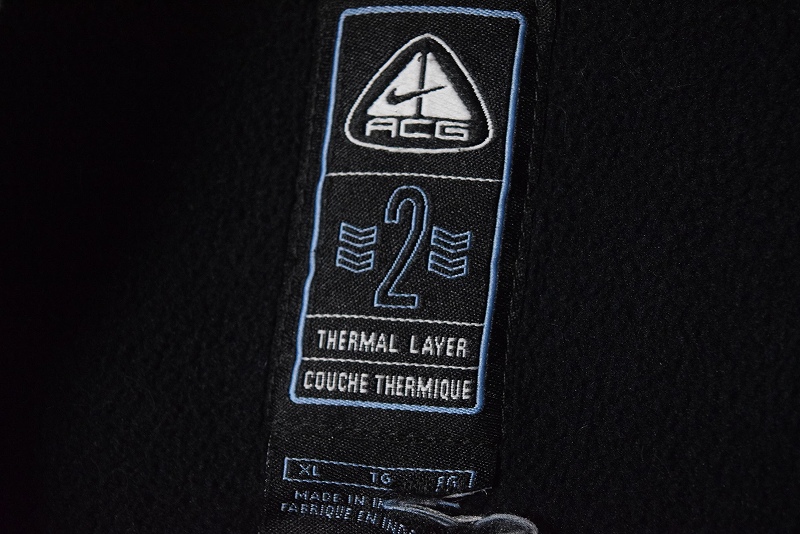 ACG
2
THERMAL LAYER
COUCHE THERMIQUE
XL TG
MADE IN
FABRIQUE EN